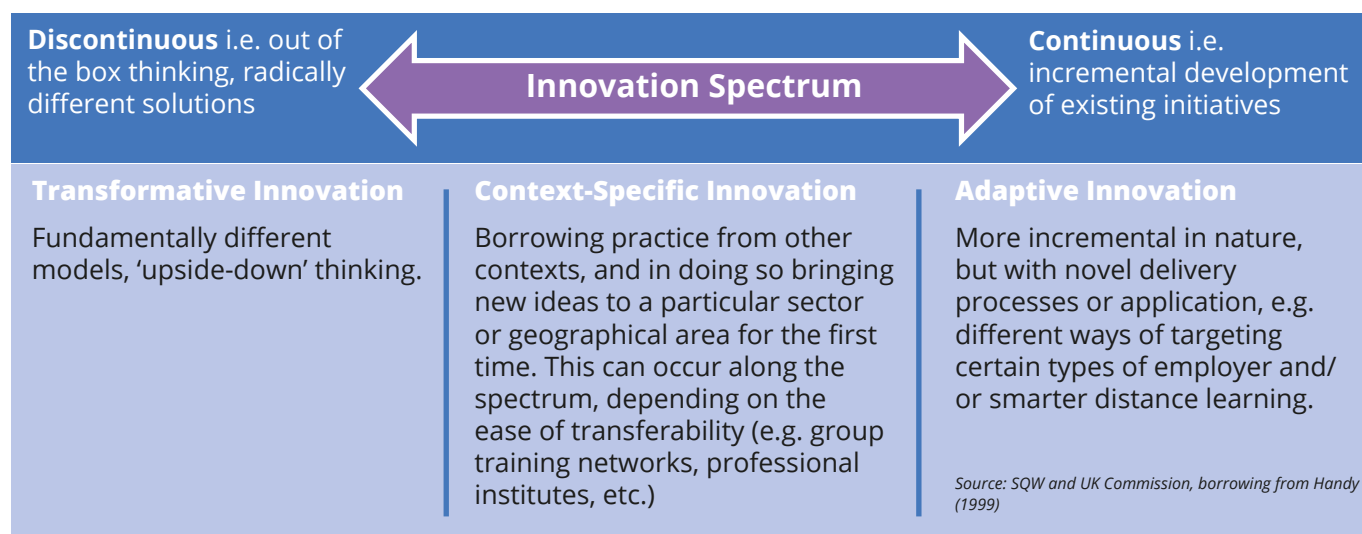 Discontinuous i.e. out of
the box thinking, radically
different solutions
Innovation Spectrum
Continuous i.e.
incremental development
of existing initiatives
Transformative Innovation
Fundamentally different
models, ‘upside-down’ thinking.
Context-Specific Innovation
Borrowing practice from other
contexts, and in doing so bringing
new ideas to a particular sector
or geographical area for the first
time. This can occur along the
spectrum, depending on the
ease of transferability (e.g. group
training networks, professional
institutes, etc.)
Adaptive Innovation
More incremental in nature,
but with novel delivery
processes or application, e.g.
different ways of targeting
certain types of employer and/
or smarter distance learning.
Source: SQW and UK Commission, borrowing from Handy
(1999)